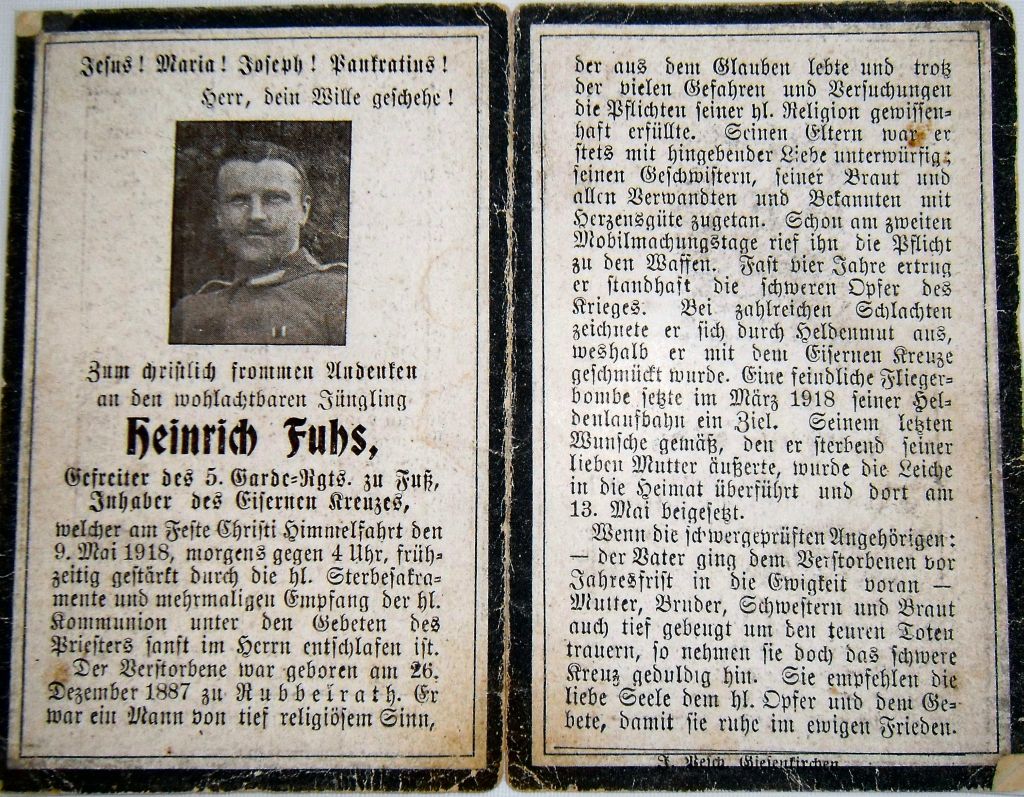 Jesus! Maria! Joseph! Pankratius!
Herr, dein Wille geschehe!
Zum christlich frommen Andenken
an den wohlachtbaren Jüngling
Heinrich Fuhs,
Gefreiter des 5. Garde=Rgts. zu Fuß,
Inhaber des Eisernen Kreuzes,
welcher am Feste Christi Himmelfahrt den
9. Mai 1918, morgens gegen 4 Uhr, früh=
zeitig gestärkt durch die hl. Sterbesakra=
mente und mehrmaligen Empfang der hl.
Kommunion unter den Gebeten des
Priesters sanft im Herrn entschlafen ist.
Der Verstorbene war geboren am 26.
Dezember 1887 zu Rubbelrath. Er
war ein Mann von tief religiösem Sinn,
der aus dem Glauben lebte und trotz
der vielen Gefahren und Versuchungen
die Pflichten seiner hl. Religion gewissen=
haft erfüllte. Seinen Eltern war er
stets mit hingebender Liebe unterwürfig;
seinen Geschwistern, seiner Braut und
allen Verwandten und Bekannten mit
Herzensgüte zugetan. Schon am zweiten
Mobilmachungstage rief ihn die Pflicht
zu den Waffen. Fast vier Jahre ertrug
er standhaft die schweren Opfer des
Krieges. Bei zahlreichen Schlachten
zeichnete er sich durch Heldenmut aus,
weshalb er mit dem Eisernen Kreuze
geschmückt wurde. Eine feindliche Flieger=
bombe setzte im März 1918 seiner Hel=
denlaufbahn ein Ziel. Seinem letzten
Wunsche gemäß, den er sterbend seiner
lieben Mutter äußerte, wurde die Leiche
in die Heimat überführt und dort am
13. Mai beigesetzt.
Wenn die schwergeprüften Angehörigen:
— der Vater ging dem Verstorbenen vor
Jahresfrist in die Ewigkeit voran —
Mutter, Bruder, Schwestern und Braut
auch tief gebeugt um den teuren Toten
trauern, so nehmen sie doch das schwere
Kreuz geduldig hin. Sie empfehlen die
liebe Seele dem hl. Opfer und dem Ge=
bete, damit sie ruhe im ewigen Frieden.
J. Reich, Giesenkirchen